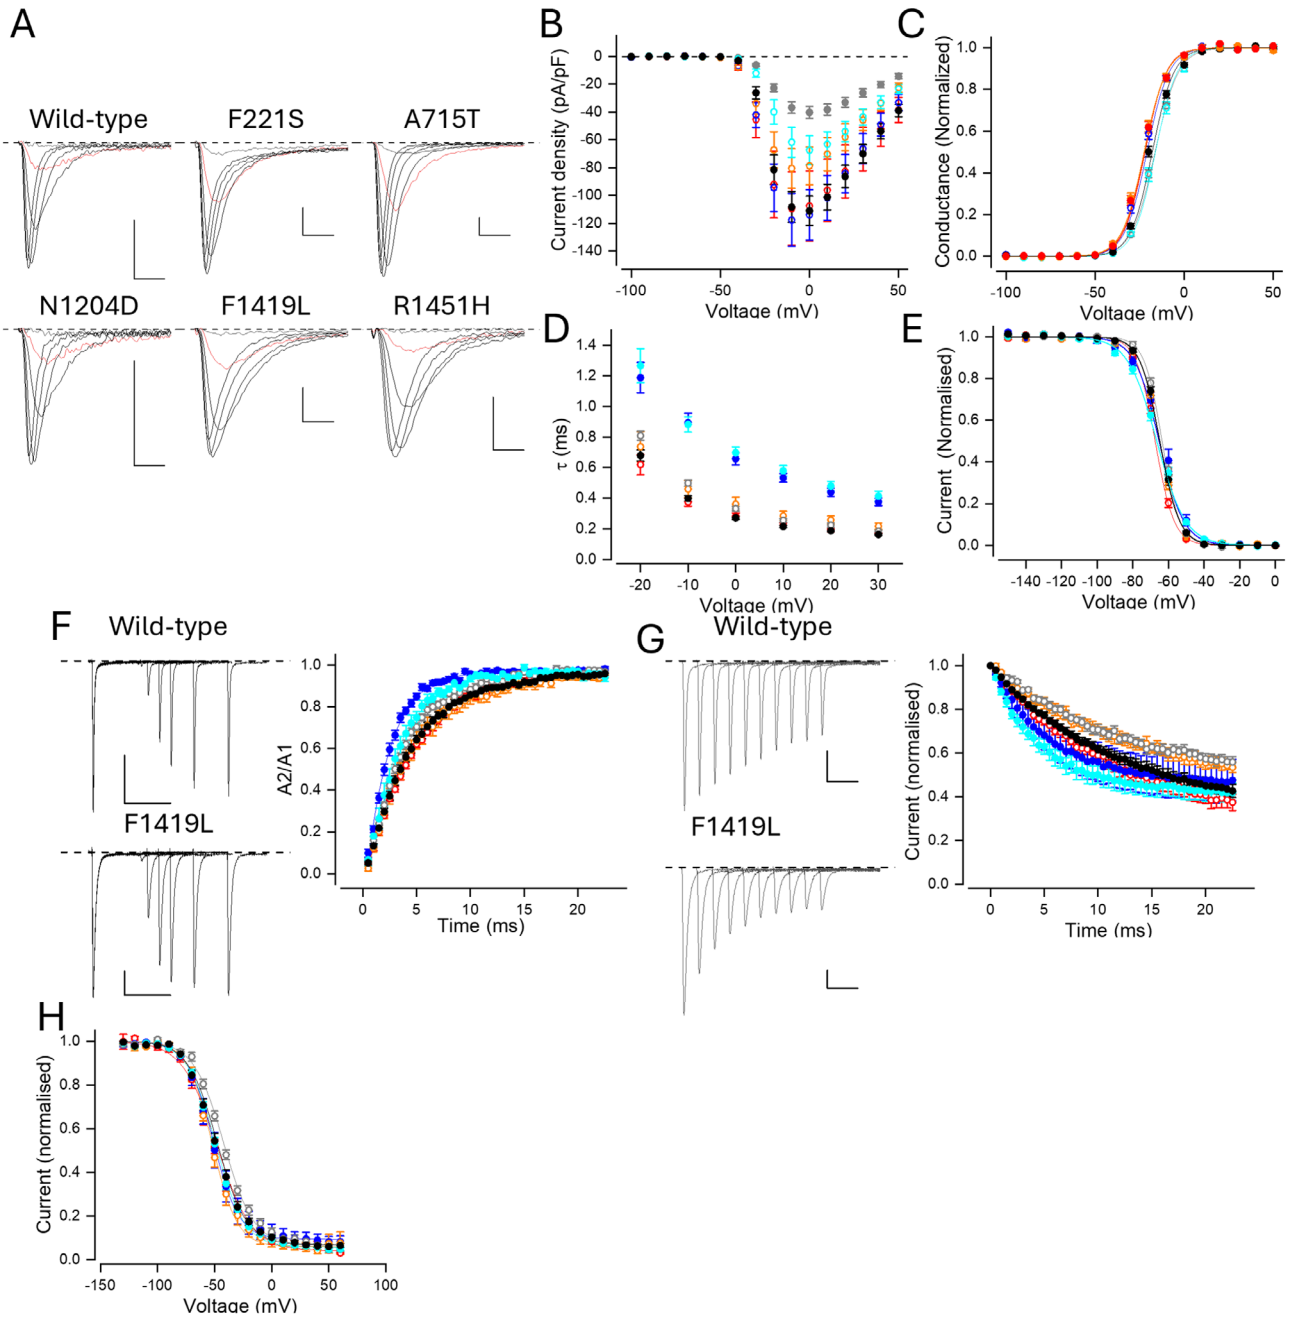 A
Wild-type
F221S
A715T
N1204D
F1419L
R1451H
B
Current density (pA/pF)
0
-20
-40
-60
-80
-100
-120
-140
-100
-50
0
50
Voltage (mV)
C
Conductance (Normalized)
1.0
0.8
0.6
0.4
0.2
0.0
-100
-50
0
50
Voltage (mV)
D
τ (ms)
1.4
1.2
1.0
0.8
0.6
0.4
0.2
0.0
-20
-10
0
10
20
30
Voltage (mV)
E
Current (Normalised)
1.0
0.8
0.6
0.4
0.2
0.0
-140
-120
-100
-80
-60
-40
-20
0
Voltage (mV)
F
Wild-type
F1419L
A2/A1
1.0
0.8
0.6
0.4
0.2
0.0
0
5
10
15
20
Time (ms)
G
Wild-type
F1419L
Current (normalised)
1.0
0.8
0.6
0.4
0.2
0.0
0
5
10
15
20
Time (ms)
H
Current (normalised)
1.0
0.8
0.6
0.4
0.2
0.0
-150
-100
-50
0
50
100
Voltage (mV)